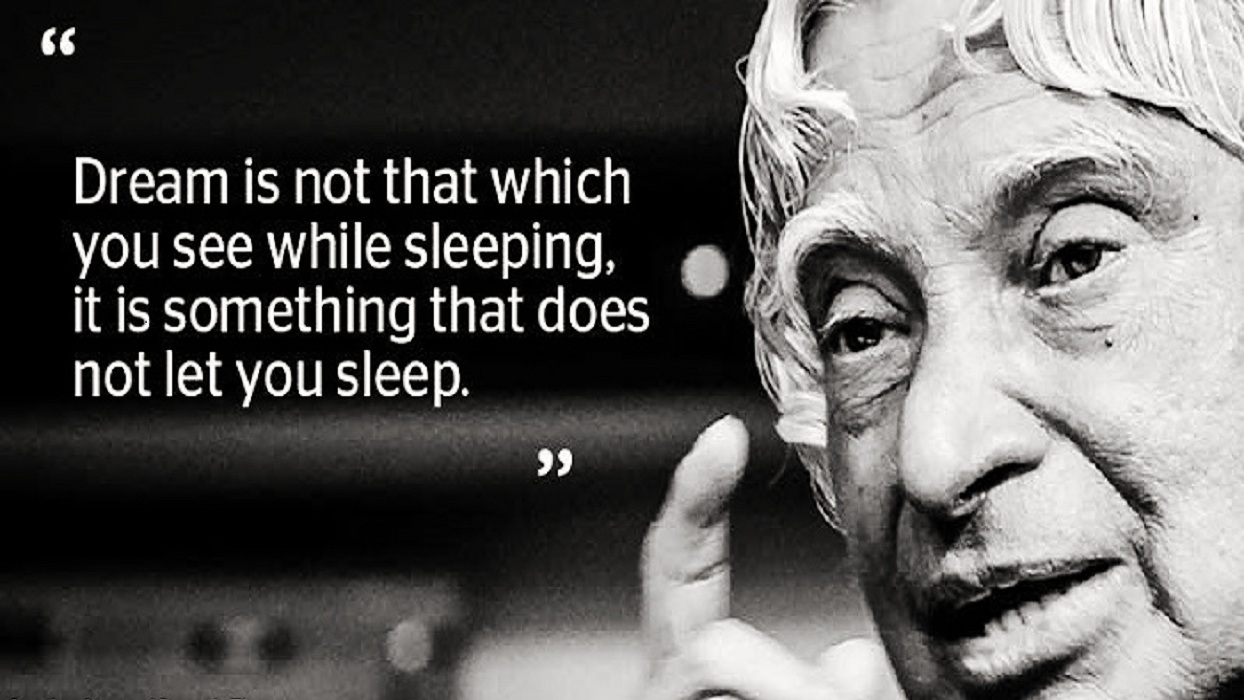 “
Dream is not that which
you see while sleeping,
it is something that does
not let you sleep.
”